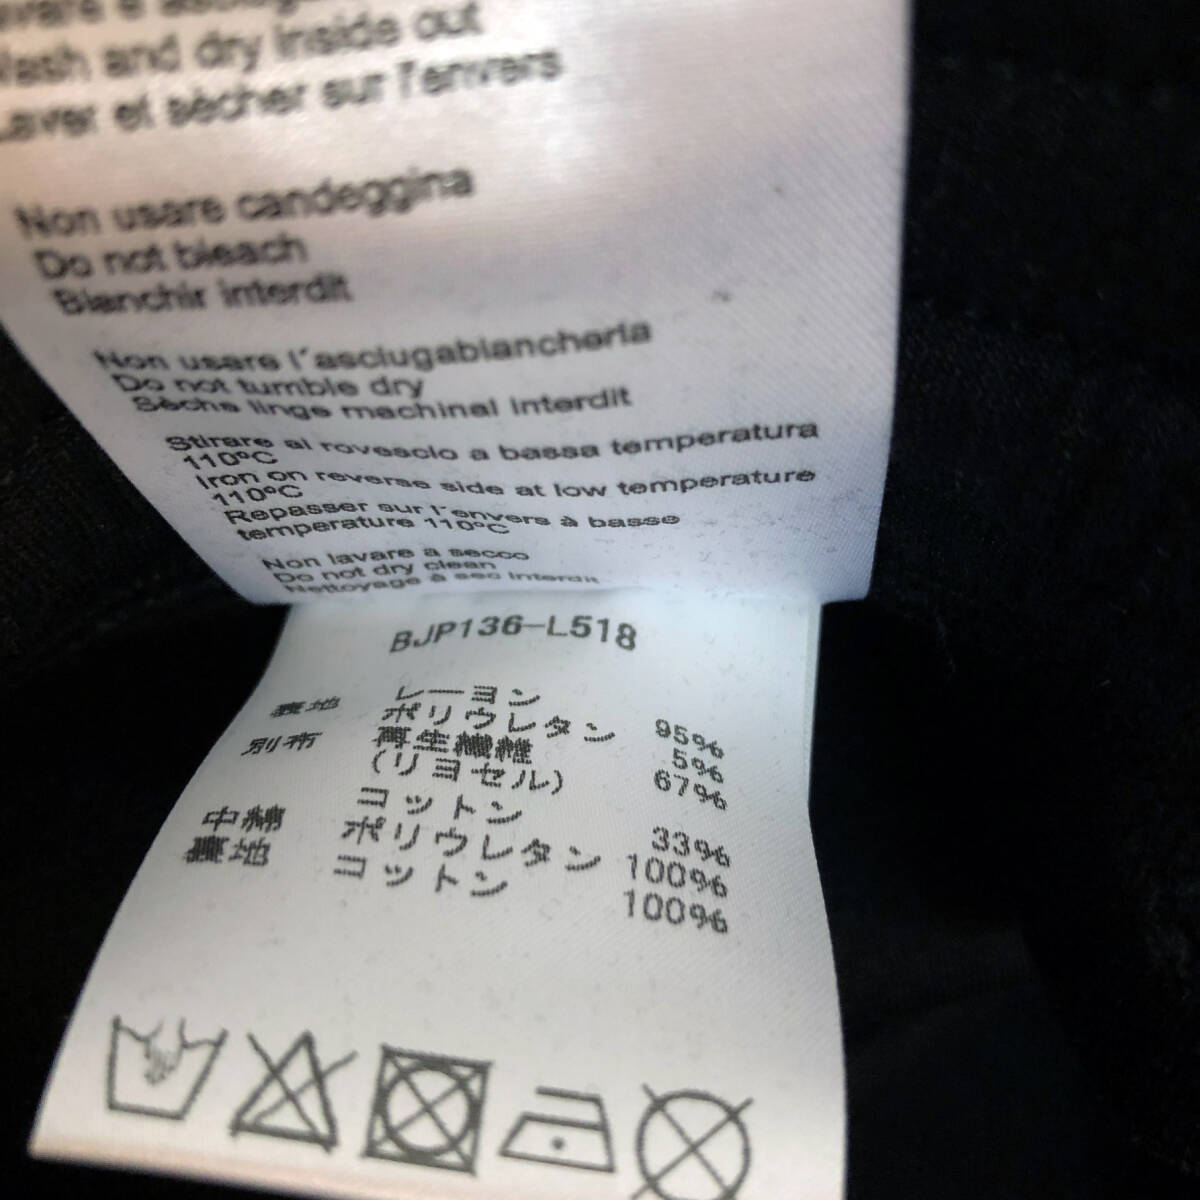 Wash and dry inside out
Laver et sècher sur l'envers
Non usare candeggina
Do not bleach
Blanchir interdit
Non usare l'asciugabiancheria
Do not tumble dry
Sèche linge machinal interdit
Stirare al rovescio a bassa temperatura
110°C
Iron on reverse side at low temperature
110°C
Repasser sur l'envers à basse
temperature 110°C
Non lavare a secco
Do not dry clean
Nettoyage à sec interdit
BJP136-L518
表地 レーヨン 95%
ポリウレタン 5%
別布 再生繊維 67%
(リヨセル)
コットン 33%
中綿 ポリウレタン 100%
裏地 コットン 100%